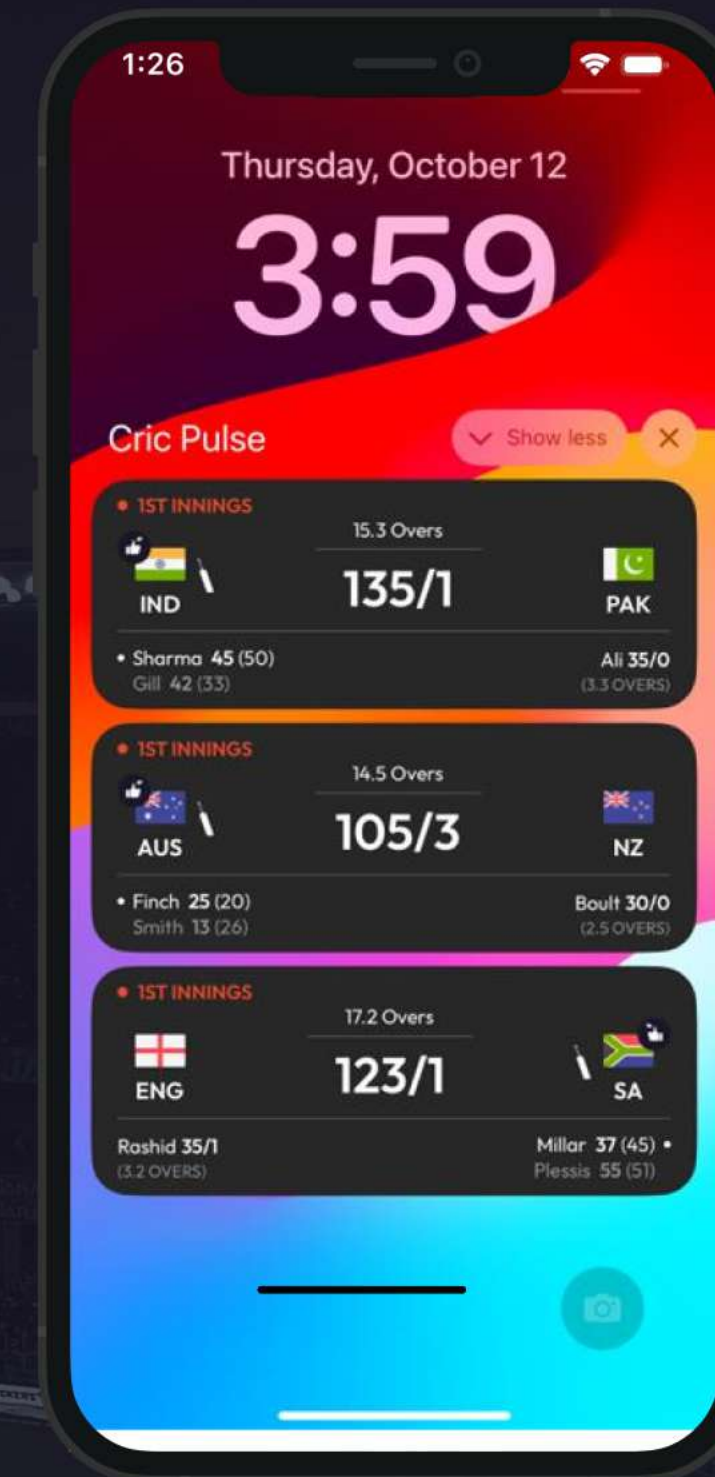 1:26
Thursday, October 12
3:59
Cric Pulse
Show less
1ST INNINGS
15.3 Overs
IND
135/1
PAK
• Sharma 45 (50)
Ali 35/0
Gill 42 (33)
(3.3 OVERS)
1ST INNINGS
14.5 Overs
AUS
105/3
NZ
• Finch 25 (20)
Boult 30/0
Smith 13 (26)
(2.5 OVERS)
1ST INNINGS
17.2 Overs
ENG
123/1
SA
Rashid 35/1
Millar 37 (45) •
(3.2 OVERS)
Plessis 55 (51)